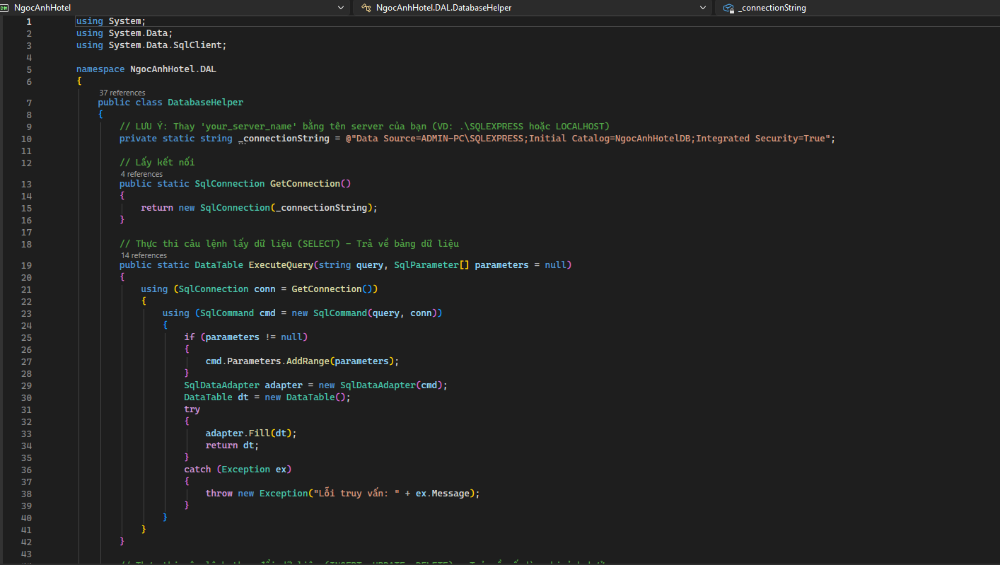 NgocAnhHotel NgocAnhHotel.DAL.DatabaseHelper _connectionString
1 using System;
2 using System.Data;
3 using System.Data.SqlClient;
4
5 namespace NgocAnhHotel.DAL
6 {
37 references
7 public class DatabaseHelper
8 {
9 // LƯU Ý: Thay 'your_server_name' bằng tên server của bạn (VD: .\SQLEXPRESS hoặc LOCALHOST)
10 private static string _connectionString = @"Data Source=ADMIN-PC\SQLEXPRESS;Initial Catalog=NgocAnhHotelDB;Integrated Security=True";
11
12 // Lấy kết nối
4 references
13 public static SqlConnection GetConnection()
14 {
15 return new SqlConnection(_connectionString);
16 }
17
18 // Thực thi câu lệnh lấy dữ liệu (SELECT) - Trả về bảng dữ liệu
14 references
19 public static DataTable ExecuteQuery(string query, SqlParameter[] parameters = null)
20 {
21 using (SqlConnection conn = GetConnection())
22 {
23 using (SqlCommand cmd = new SqlCommand(query, conn))
24 {
25 if (parameters != null)
26 {
27 cmd.Parameters.AddRange(parameters);
28 }
29 SqlDataAdapter adapter = new SqlDataAdapter(cmd);
30 DataTable dt = new DataTable();
31 try
32 {
33 adapter.Fill(dt);
34 return dt;
35 }
36 catch (Exception ex)
37 {
38 throw new Exception("Lỗi truy vấn: " + ex.Message);
39 }
40 }
41 }
42 }
43